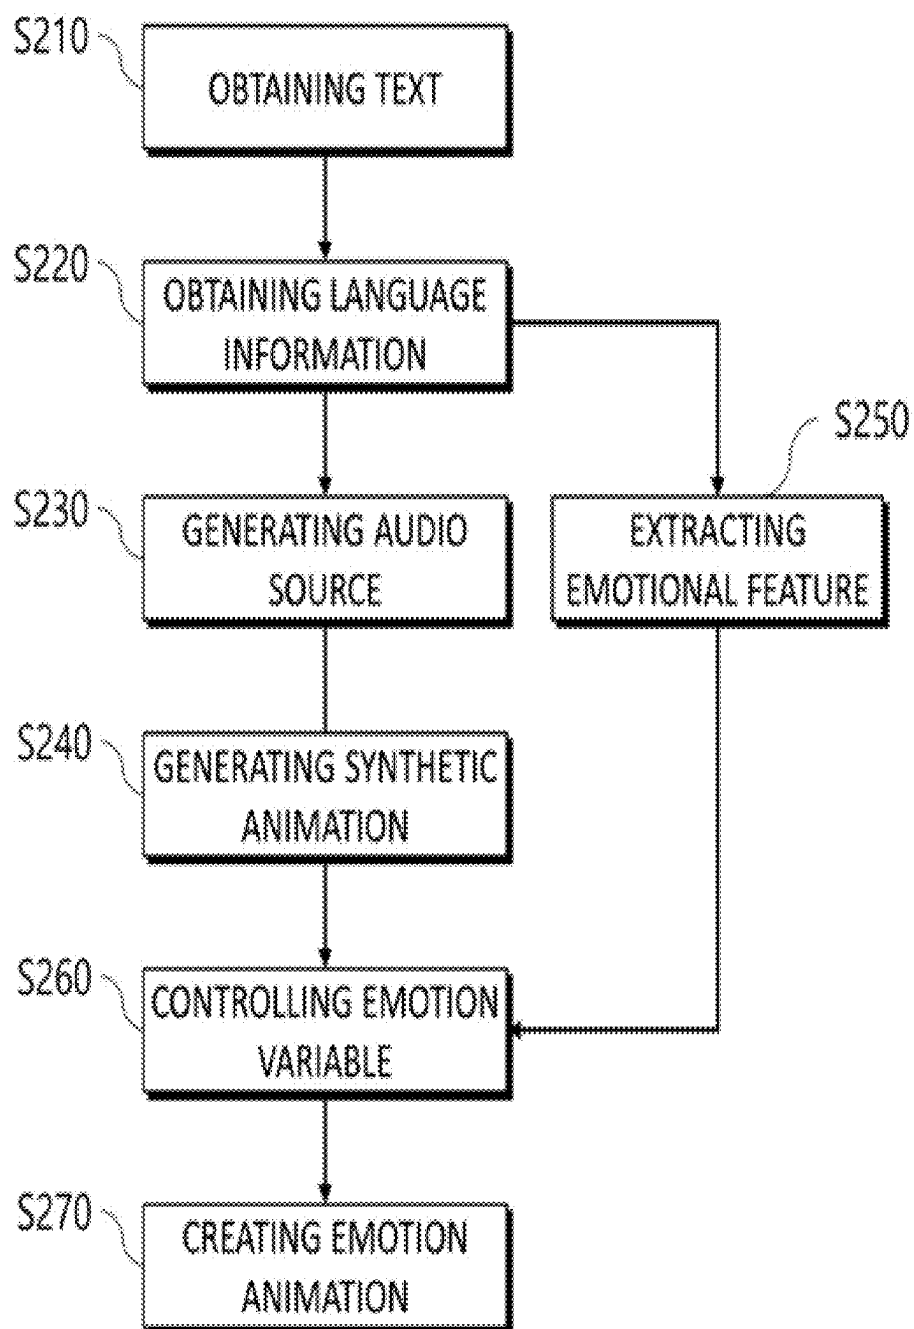 S210
OBTAINING TEXT
S220
OBTAINING LANGUAGE
INFORMATION
S250
S230
GENERATING AUDIO
SOURCE
EXTRACTING
EMOTIONAL FEATURE
S240
GENERATING SYNTHETIC
ANIMATION
S260
CONTROLLING EMOTION
VARIABLE
S270
CREATING EMOTION
ANIMATION